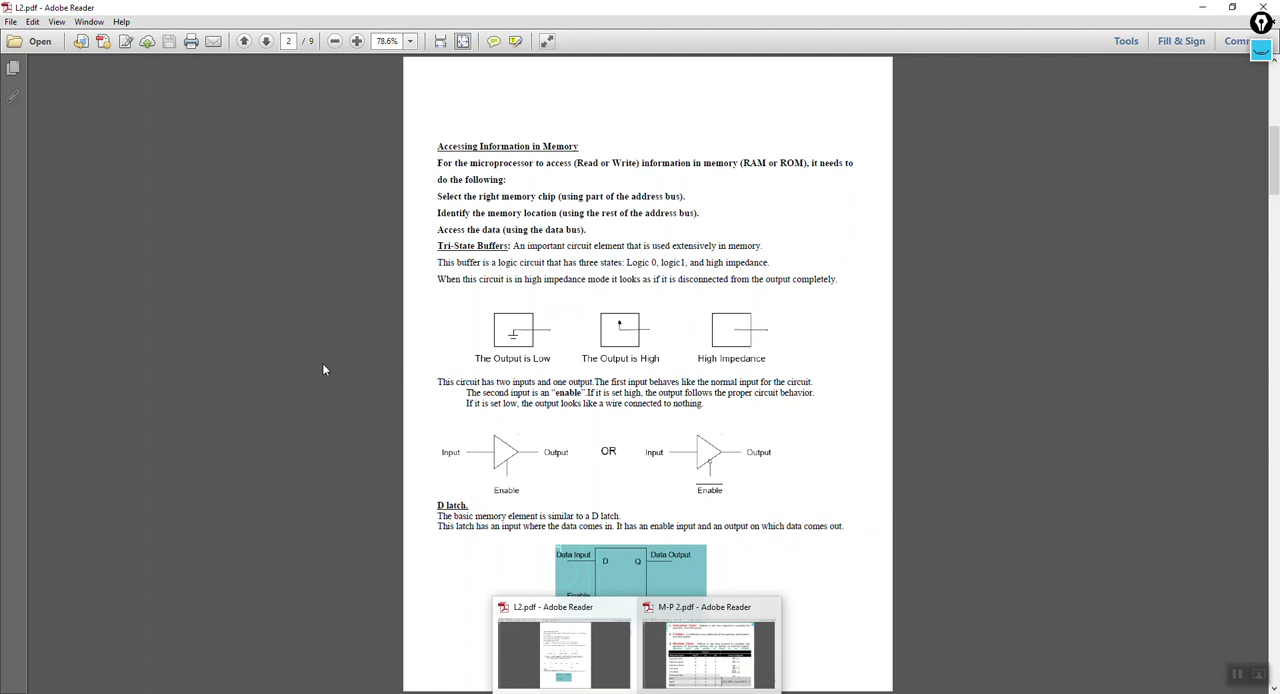 L2.pdf - Adobe Reader
File Edit View Window Help
Open 2 / 9 78.6% Tools Fill & Sign
Accessing Information in Memory
For the microprocessor to access (Read or Write) information in memory (RAM or ROM), it needs to
do the following:
Select the right memory chip (using part of the address bus).
Identify the memory location (using the rest of the address bus).
Access the data (using the data bus).
Tri-State Buffers: An important circuit element that is used extensively in memory.
This buffer is a logic circuit that has three states: Logic 0, logic1, and high impedance.
When this circuit is in high impedance mode it looks as if it is disconnected from the output completely.
The Output is Low The Output is High High Impedance
This circuit has two inputs and one output.The first input behaves like the normal input for the circuit.
The second input is an “enable”.If it is set high, the output follows the proper circuit behavior.
If it is set low, the output looks like a wire connected to nothing.
Input Output OR Input Output
Enable Enable
D latch.
The basic memory element is similar to a D latch.
This latch has an input where the data comes in. It has an enable input and an output on which data comes out.
Data Input D Q Data Output
Enable
L2.pdf - Adobe Reader M-P 2.pdf - Adobe Reader